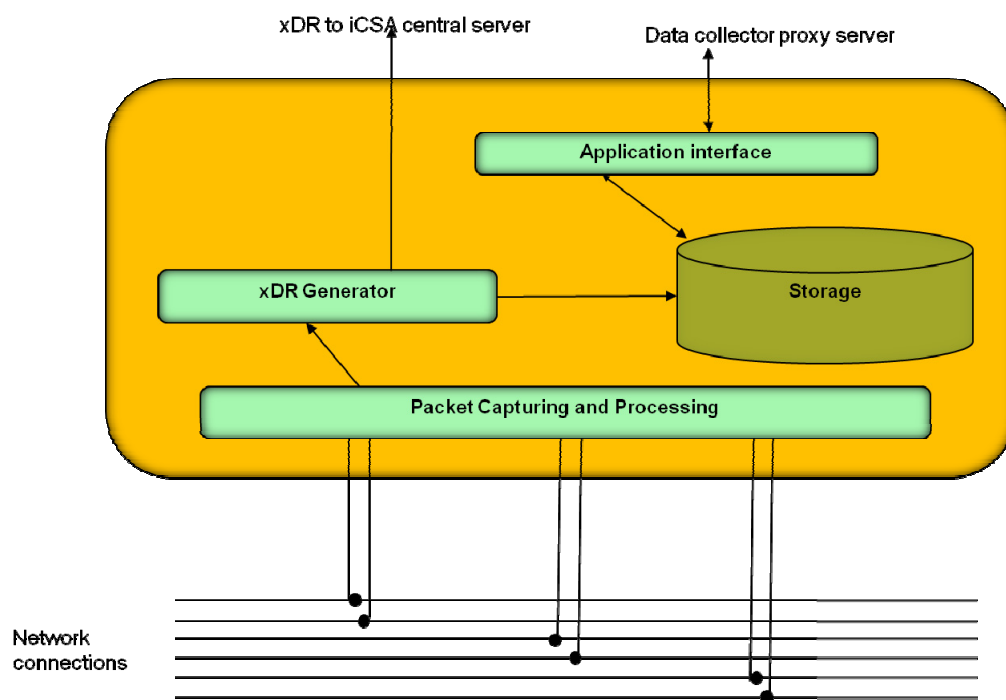 xDR to iCSA central server
Data collector proxy server
Application interface
xDR Generator
Storage
Packet Capturing and Processing
Network
connections